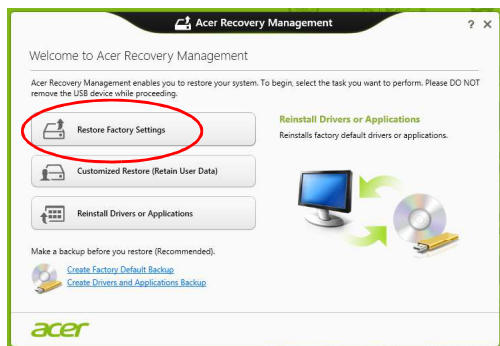 Acer Recovery Management
? X
Welcome to Acer Recovery Management
Acer Recovery Management enables you to restore your system. To begin, select the task you want to perform. Please DO NOT
remove the USB device while proceeding.
Restore Factory Settings
Customized Restore (Retain User Data)
Reinstall Drivers or Applications
Reinstall Drivers or Applications
Reinstalls factory default drivers or applications.
Make a backup before you restore (Recommended).
Create Factory Default Backup
Create Drivers and Applications Backup
acer